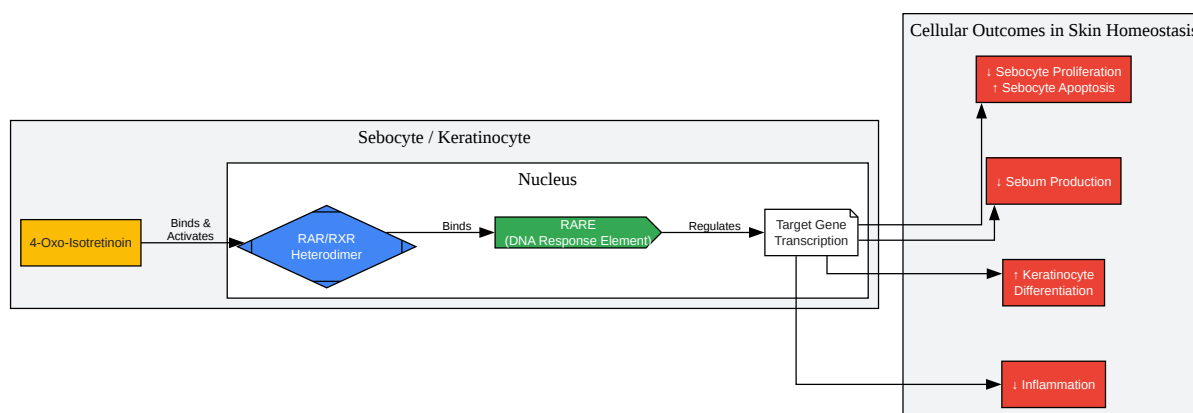 Cellular Outcomes in Skin Homeostasis
↓ Sebocyte Proliferation
↑ Sebocyte Apoptosis
Sebocyte / Keratinocyte
Nucleus
↓ Sebum Production
4-Oxo-Isotretinoin
Binds &
Activates
RAR/RXR
Heterodimer
Binds
RARE
(DNA Response Element)
Regulates
Target Gene
Transcription
↑ Keratinocyte
Differentiation
↓ Inflammation